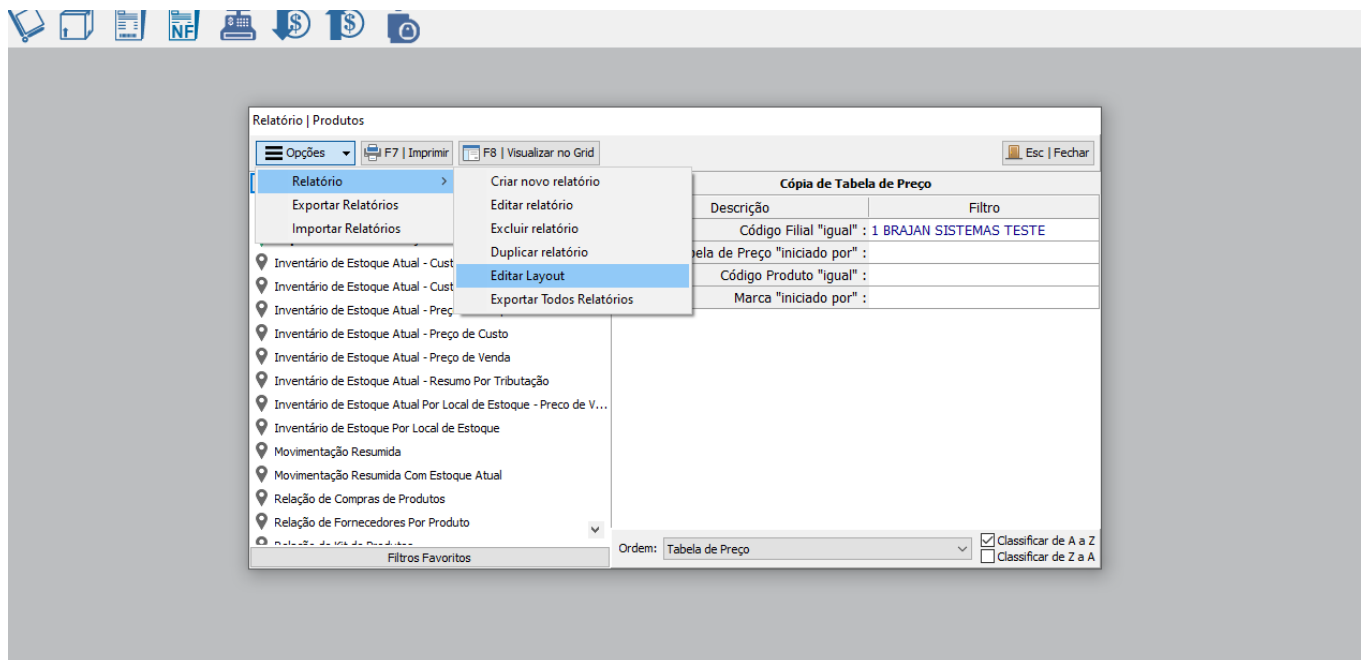 NF
Relatório | Produtos
Opções
F7 | Imprimir
F8 | Visualizar no Grid
Esc | Fechar
Relatório
Exportar Relatórios
Importar Relatórios
Criar novo relatório
Editar relatório
Excluir relatório
Duplicar relatório
Editar Layout
Exportar Todos Relatórios
Inventário de Estoque Atual - Cust
Inventário de Estoque Atual - Cust
Inventário de Estoque Atual - Preç
Inventário de Estoque Atual - Preço de Custo
Inventário de Estoque Atual - Preço de Venda
Inventário de Estoque Atual - Resumo Por Tributação
Inventário de Estoque Atual Por Local de Estoque - Preco de V...
Inventário de Estoque Por Local de Estoque
Movimentação Resumida
Movimentação Resumida Com Estoque Atual
Relação de Compras de Produtos
Relação de Fornecedores Por Produto
Filtros Favoritos
Cópia de Tabela de Preço
Descrição Filtro
Código Filial "igual" : 1 BRAJAN SISTEMAS TESTE
bela de Preço "iniciado por" :
Código Produto "igual" :
Marca "iniciado por" :
Ordem: Tabela de Preço
Classificar de A a Z
Classificar de Z a A